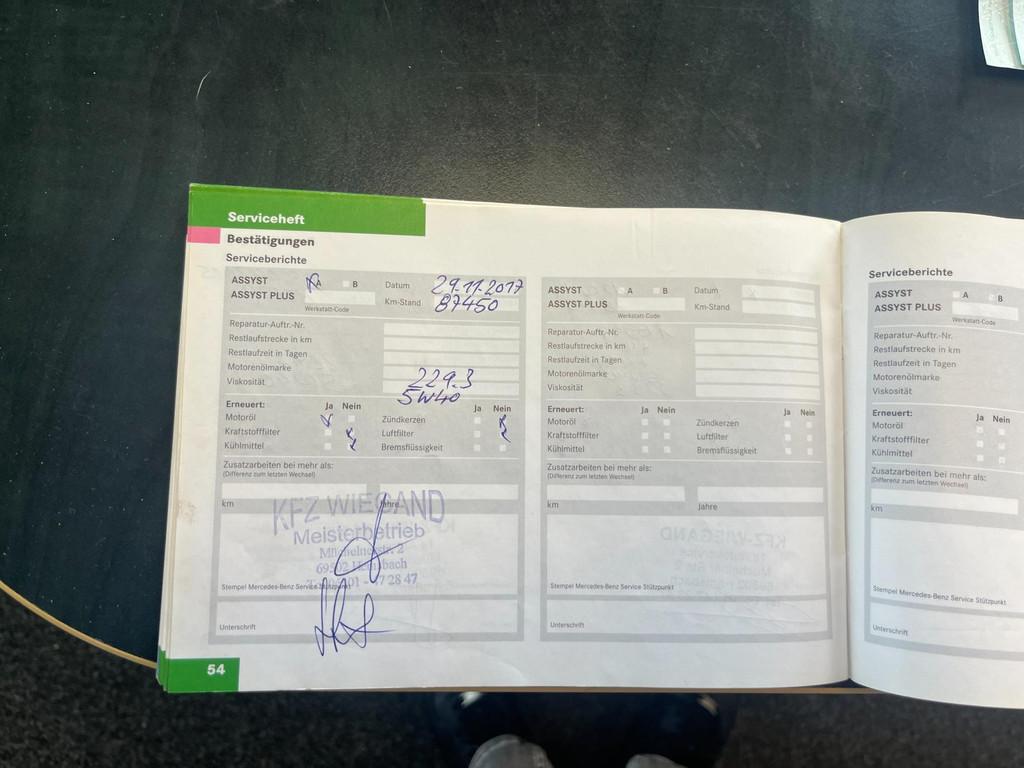 Serviceheft
Bestätigungen
Serviceberichte
ASSYST A B Datum 29.11.2017
ASSYST PLUS Werkstatt-Code Km-Stand 87450
Reparatur-Auftr.-Nr.
Restlaufstrecke in km
Restlaufzeit in Tagen
Motorenölmarke 229.3
Viskosität 5W40
Erneuert: Ja Nein Ja Nein
Motoröl Zündkerzen
Kraftstofffilter Luftfilter
Kühlmittel Bremsflüssigkeit
Zusatzarbeiten bei mehr als:
(Differenz zum letzten Wechsel)
km Jahre
KFZ WIEGAND
Meisterbetrieb
Stempel Mercedes-Benz Service Stützpunkt
Unterschrift
54
ASSYST A B Datum
ASSYST PLUS Werkstatt-Code Km-Stand
Reparatur-Auftr.-Nr.
Restlaufstrecke in km
Restlaufzeit in Tagen
Motorenölmarke
Viskosität
Erneuert: Ja Nein Ja Nein
Motoröl Zündkerzen
Kraftstofffilter Luftfilter
Kühlmittel Bremsflüssigkeit
Zusatzarbeiten bei mehr als:
(Differenz zum letzten Wechsel)
km Jahre
Stempel Mercedes-Benz Service Stützpunkt
Unterschrift
Serviceberichte
ASSYST A B
ASSYST PLUS
Werkstatt-Code
Reparatur-Auftr.-Nr.
Restlaufstrecke in km
Restlaufzeit in Tagen
Motorenölmarke
Viskosität
Erneuert: Ja Nein
Motoröl
Kraftstofffilter
Kühlmittel
Zusatzarbeiten bei mehr als:
(Differenz zum letzten Wechsel)
km
Stempel Mercedes-Benz Service Stützpunkt
Unterschrift